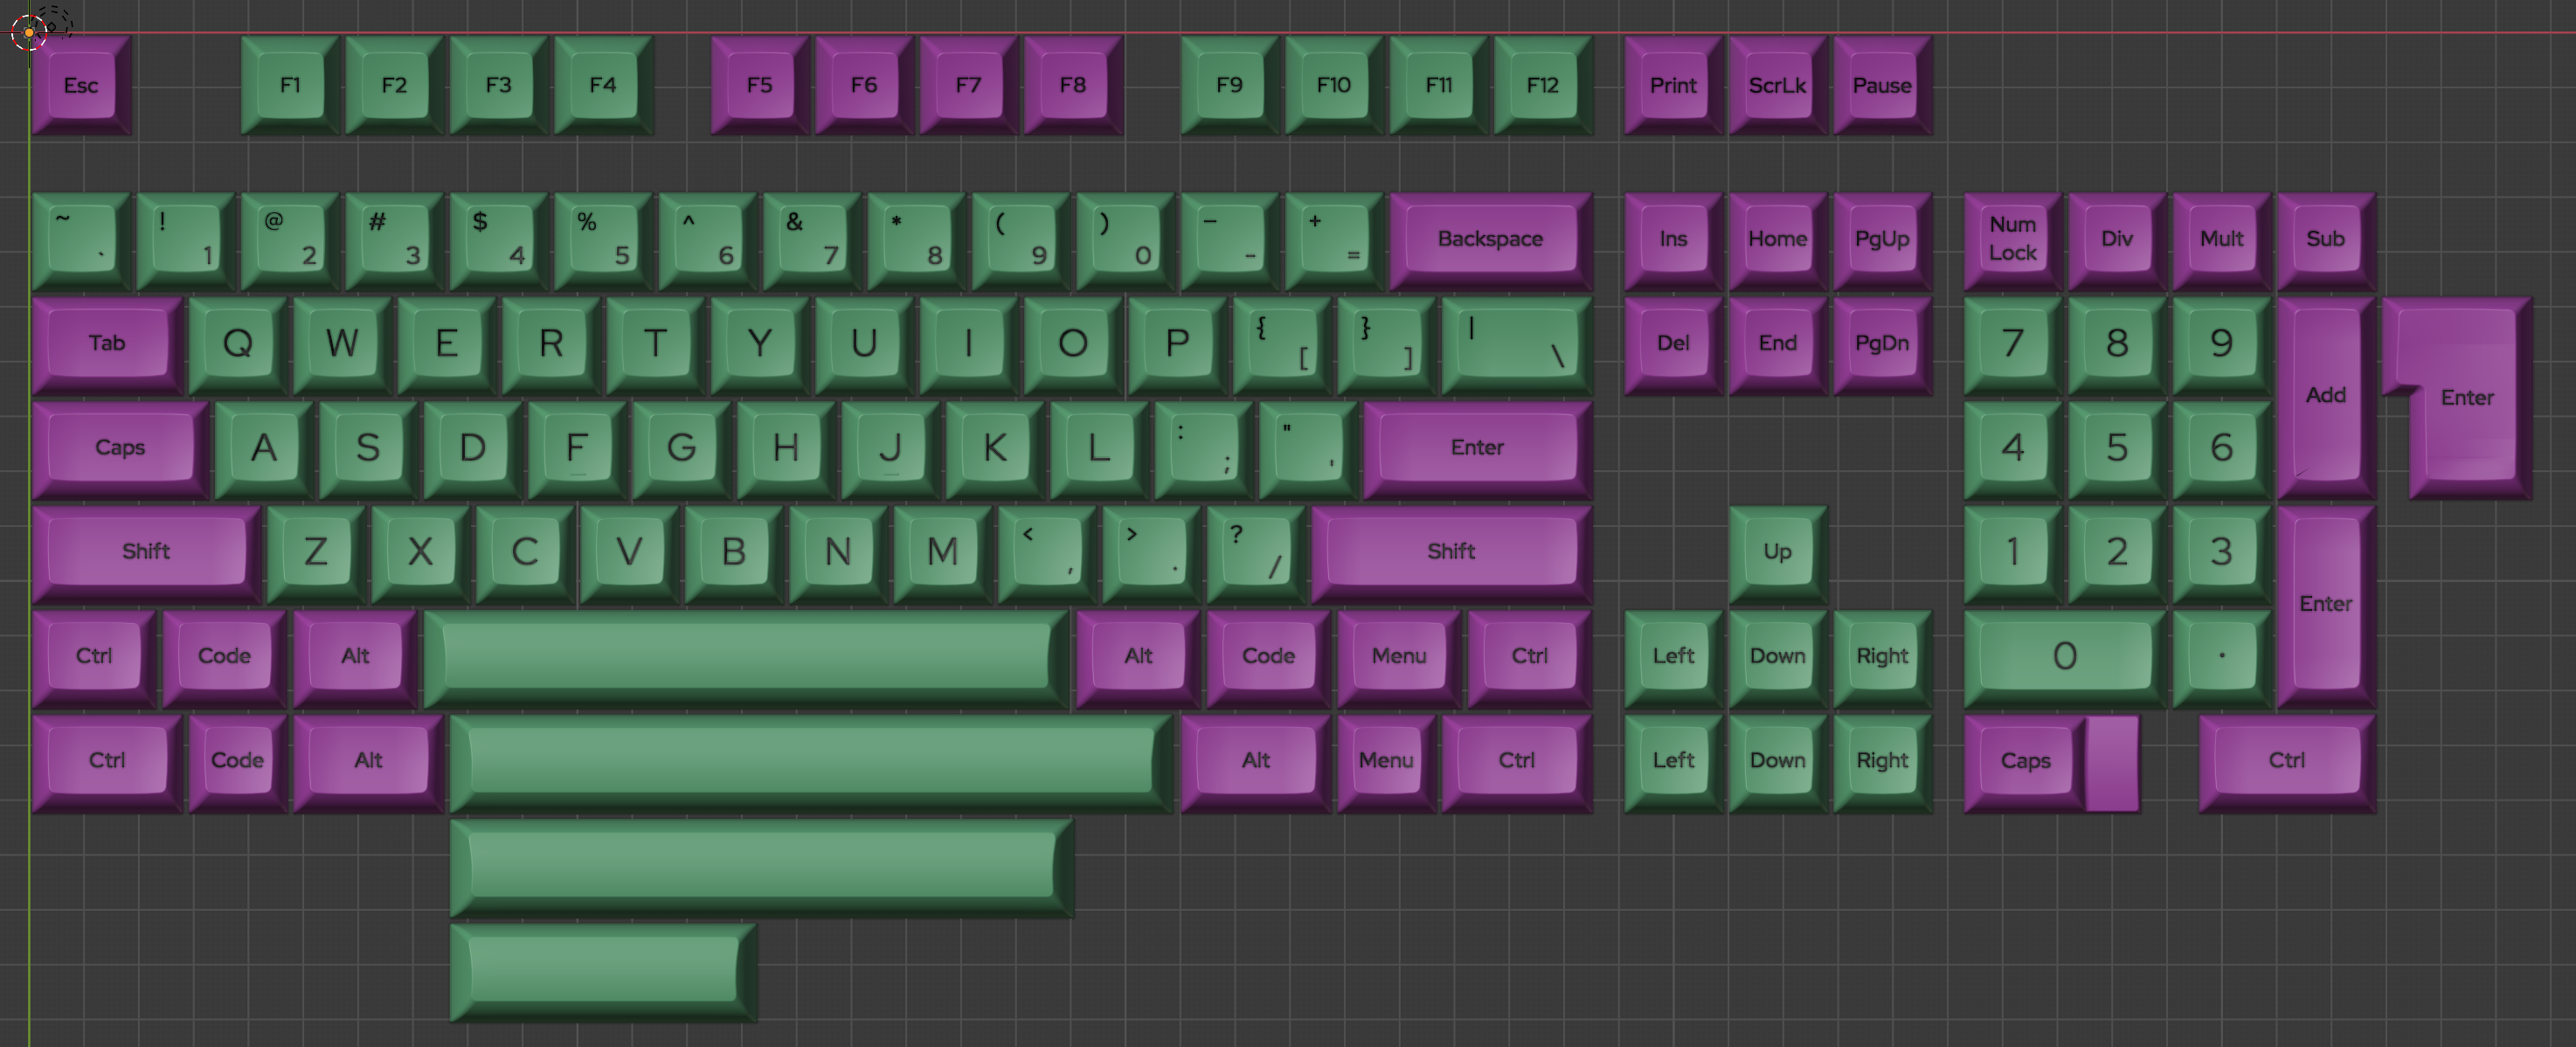 Esc F1 F2 F3 F4 F5 F6 F7 F8 F9 F10 F11 F12 Print ScrLk Pause
~ ` ! 1 @ 2 # 3 $ 4 % 5 ^ 6 & 7 * 8 ( 9 ) 0 _ - + = Backspace Ins Home PgUp Num Lock Div Mult Sub
Tab Q W E R T Y U I O P { [ } ] | \ Del End PgDn 7 8 9 Add Enter
Caps A S D F G H J K L : ; " ' Enter 4 5 6
Shift Z X C V B N M < , > . ? / Shift Up 1 2 3 Enter
Ctrl Code Alt Alt Code Menu Ctrl Left Down Right 0 ·
Ctrl Code Alt Alt Menu Ctrl Left Down Right Caps Ctrl